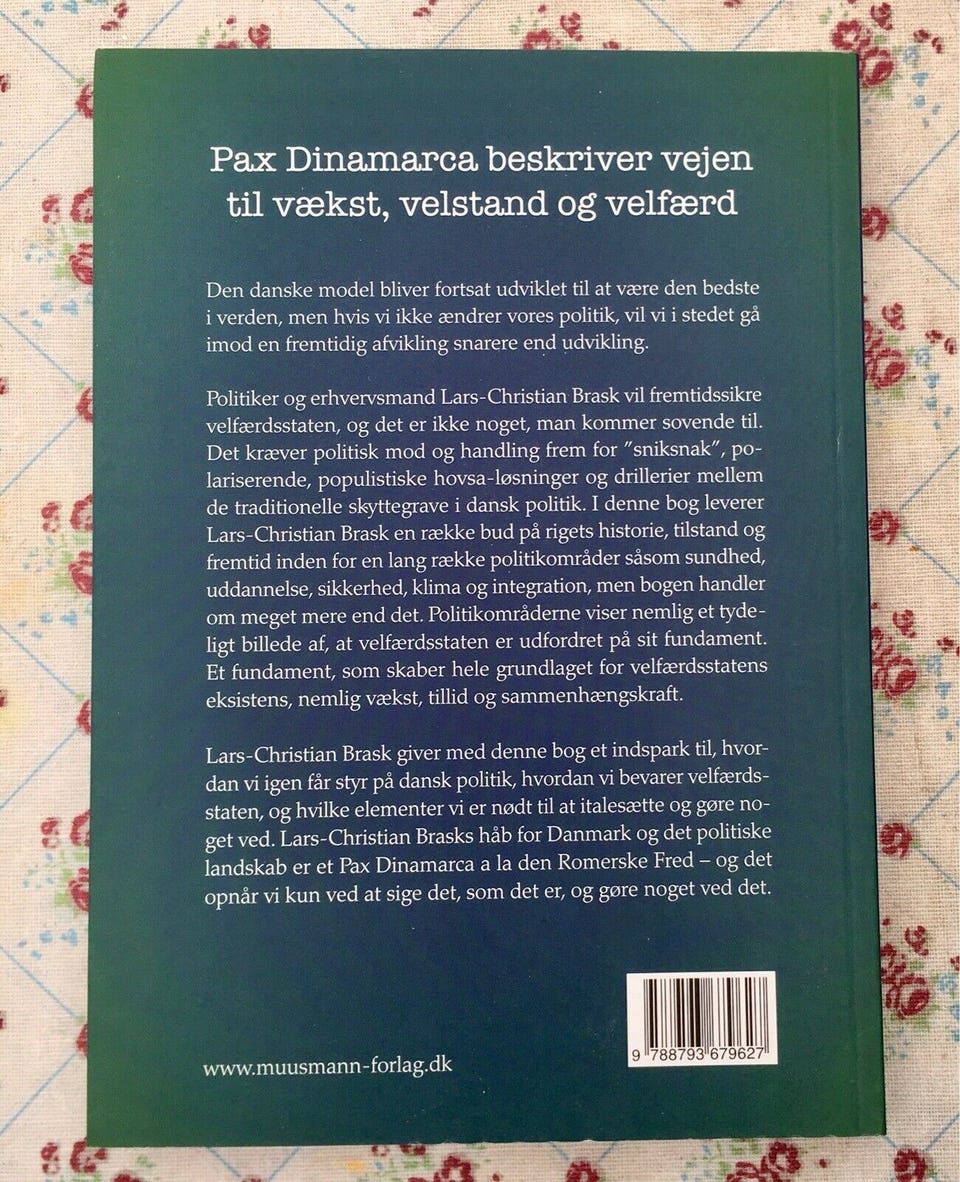 Pax Dinamarca beskriver vejen
til vækst, velstand og velfærd
Den danske model bliver fortsat udviklet til at være den bedste
i verden, men hvis vi ikke ændrer vores politik, vil vi i stedet gå
imod en fremtidig afvikling snarere end udvikling.
Politiker og erhvervsmand Lars-Christian Brask vil fremtidssikre
velfærdsstaten, og det er ikke noget, man kommer sovende til.
Det kræver politisk mod og handling frem for ”sniksnak”, po-
lariserende, populistiske hovsa-løsninger og drillerier mellem
de traditionelle skyttegrave i dansk politik. I denne bog leverer
Lars-Christian Brask en række bud på rigets historie, tilstand og
fremtid inden for en lang række politikområder såsom sundhed,
uddannelse, sikkerhed, klima og integration, men bogen handler
om meget mere end det. Politikområderne viser nemlig et tyde-
ligt billede af, at velfærdsstaten er udfordret på sit fundament.
Et fundament, som skaber hele grundlaget for velfærdsstatens
eksistens, nemlig vækst, tillid og sammenhængskraft.
Lars-Christian Brask giver med denne bog et indspark til, hvor-
dan vi igen får styr på dansk politik, hvordan vi bevarer velfærds-
staten, og hvilke elementer vi er nødt til at italesætte og gøre no-
get ved. Lars-Christian Brasks håb for Danmark og det politiske
landskab er et Pax Dinamarca a la den Romerske Fred – og det
opnår vi kun ved at sige det, som det er, og gøre noget ved det.
www.muusmann-forlag.dk
9 788793 679627